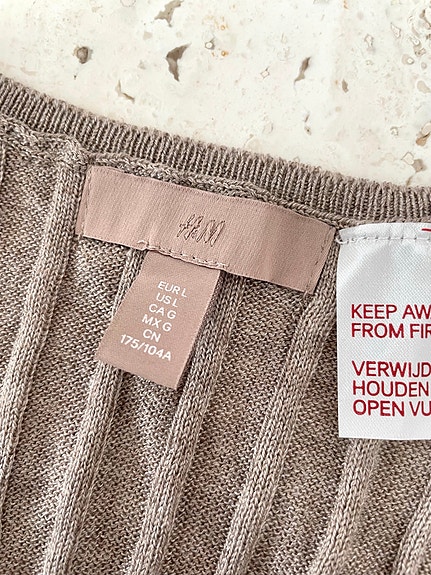 H&M
EUR L
US L
CA G
MX G
CN
175/104A
KEEP AW
FROM FIR
VERWIJD
HOUDEN
OPEN VU